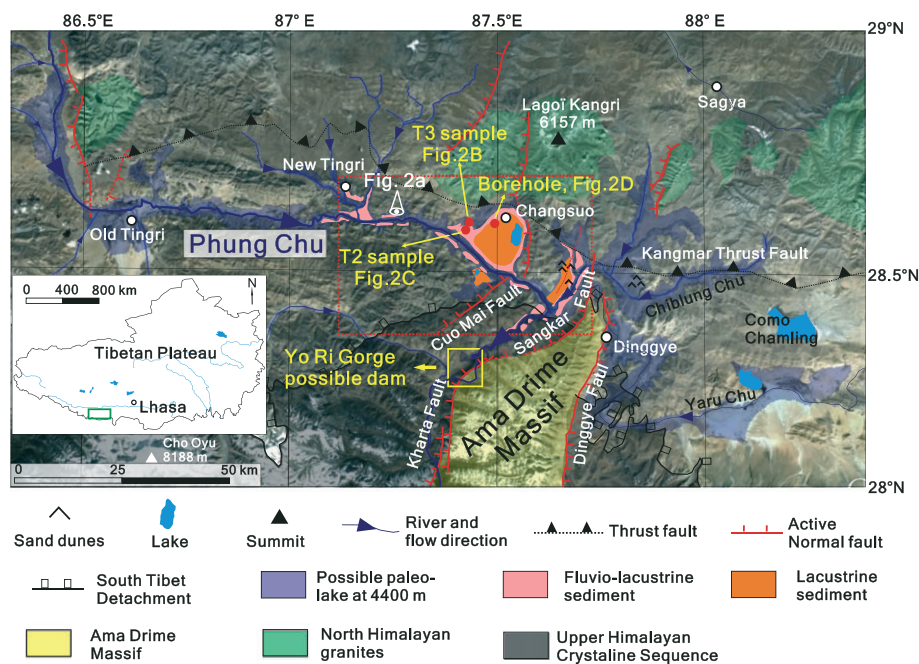 86.5°E
87°
87.5°
88°
29°N
Sagya
Lagoï Kangri
6157 m
T3 sample
Fig.2B
New Tingri
Fig. 2a
Borehole, Fig.2D
Changsuo
Old Tingri
Phung Chu
T2 sample
Fig.2C
Kangmar Thrust Fault
28.5°
Chiblung Chu
Cuo Mai Fault
Sangkar Fault
Como
Chamling
Dinggye
0 400 800 km
N
Tibetan Plateau
Lhasa
Yo Ri Gorge
possible dam
Kharta Fault
Ama Drime
Massif
Dinggye Faul
Yaru Chu
Cho Oyu
8188 m
0 25 50 km
28°N
Sand dunes
Lake
Summit
River and
flow direction
Thrust fault
Active
Normal fault
South Tibet
Detachment
Possible paleo-
lake at 4400 m
Fluvio-lacustrine
sediment
Lacustrine
sediment
Ama Drime
Massif
North Himalayan
granites
Upper Himalayan
Crystaline Sequence